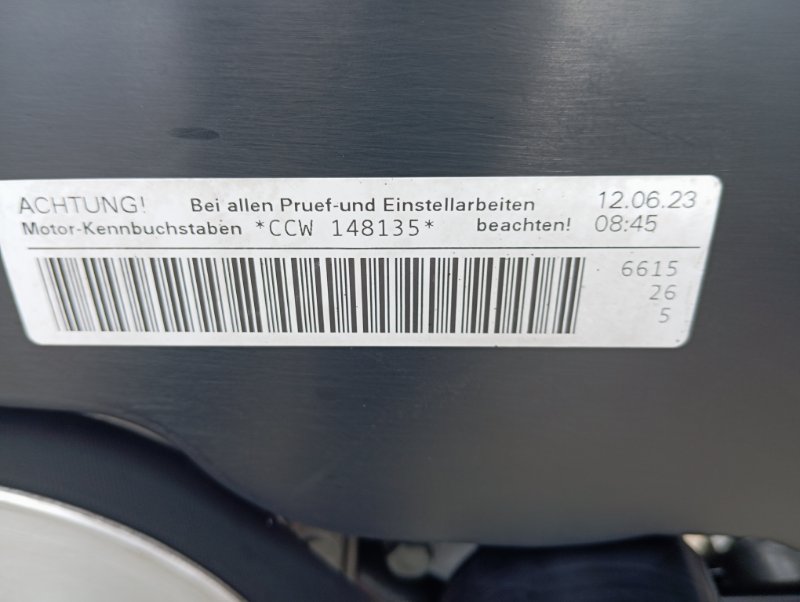 ACHTUNG! Bei allen Pruef-und Einstellarbeiten 12.06.23
Motor-Kennbuchstaben *CCW 148135* beachten! 08:45
6615
26
5